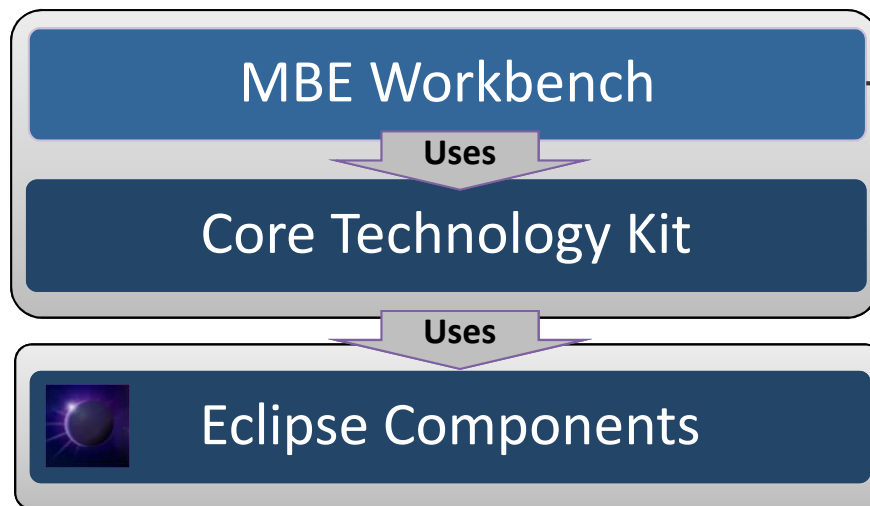 MBE Workbench
Uses
Core Technology Kit
Uses
Eclipse Components